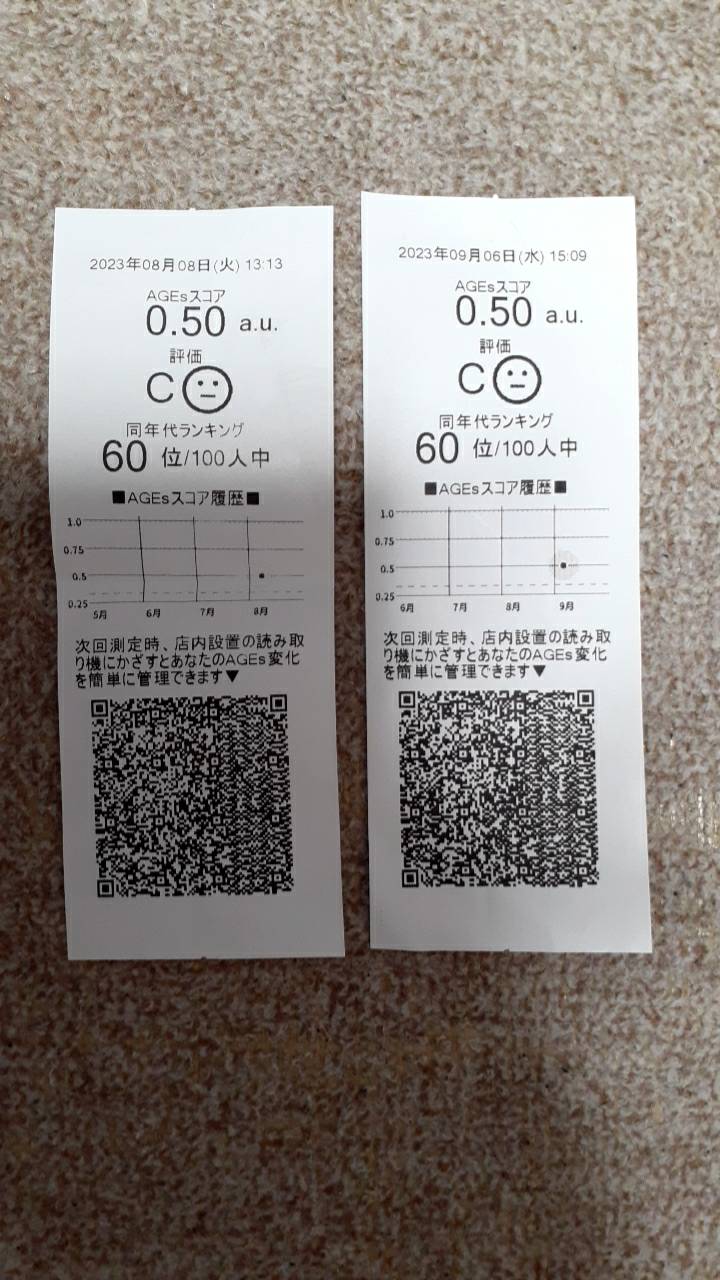 2023年08月08日(火) 13:13
AGEsスコア
0.50 a.u.
評価
C
同年代ランキング
60 位/100人中
■AGEsスコア履歴■
1.0
0.75
0.5
0.25
5月 6月 7月 8月
次回測定時、店内設置の読み取
り機にかざすとあなたのAGEs変化
を簡単に管理できます▼
2023年09月06日(水) 15:09
AGEsスコア
0.50 a.u.
評価
C
同年代ランキング
60 位/100人中
■AGEsスコア履歴■
1.0
0.75
0.5
0.25
6月 7月 8月 9月
次回測定時、店内設置の読み取
り機にかざすとあなたのAGEs変化
を簡単に管理できます▼